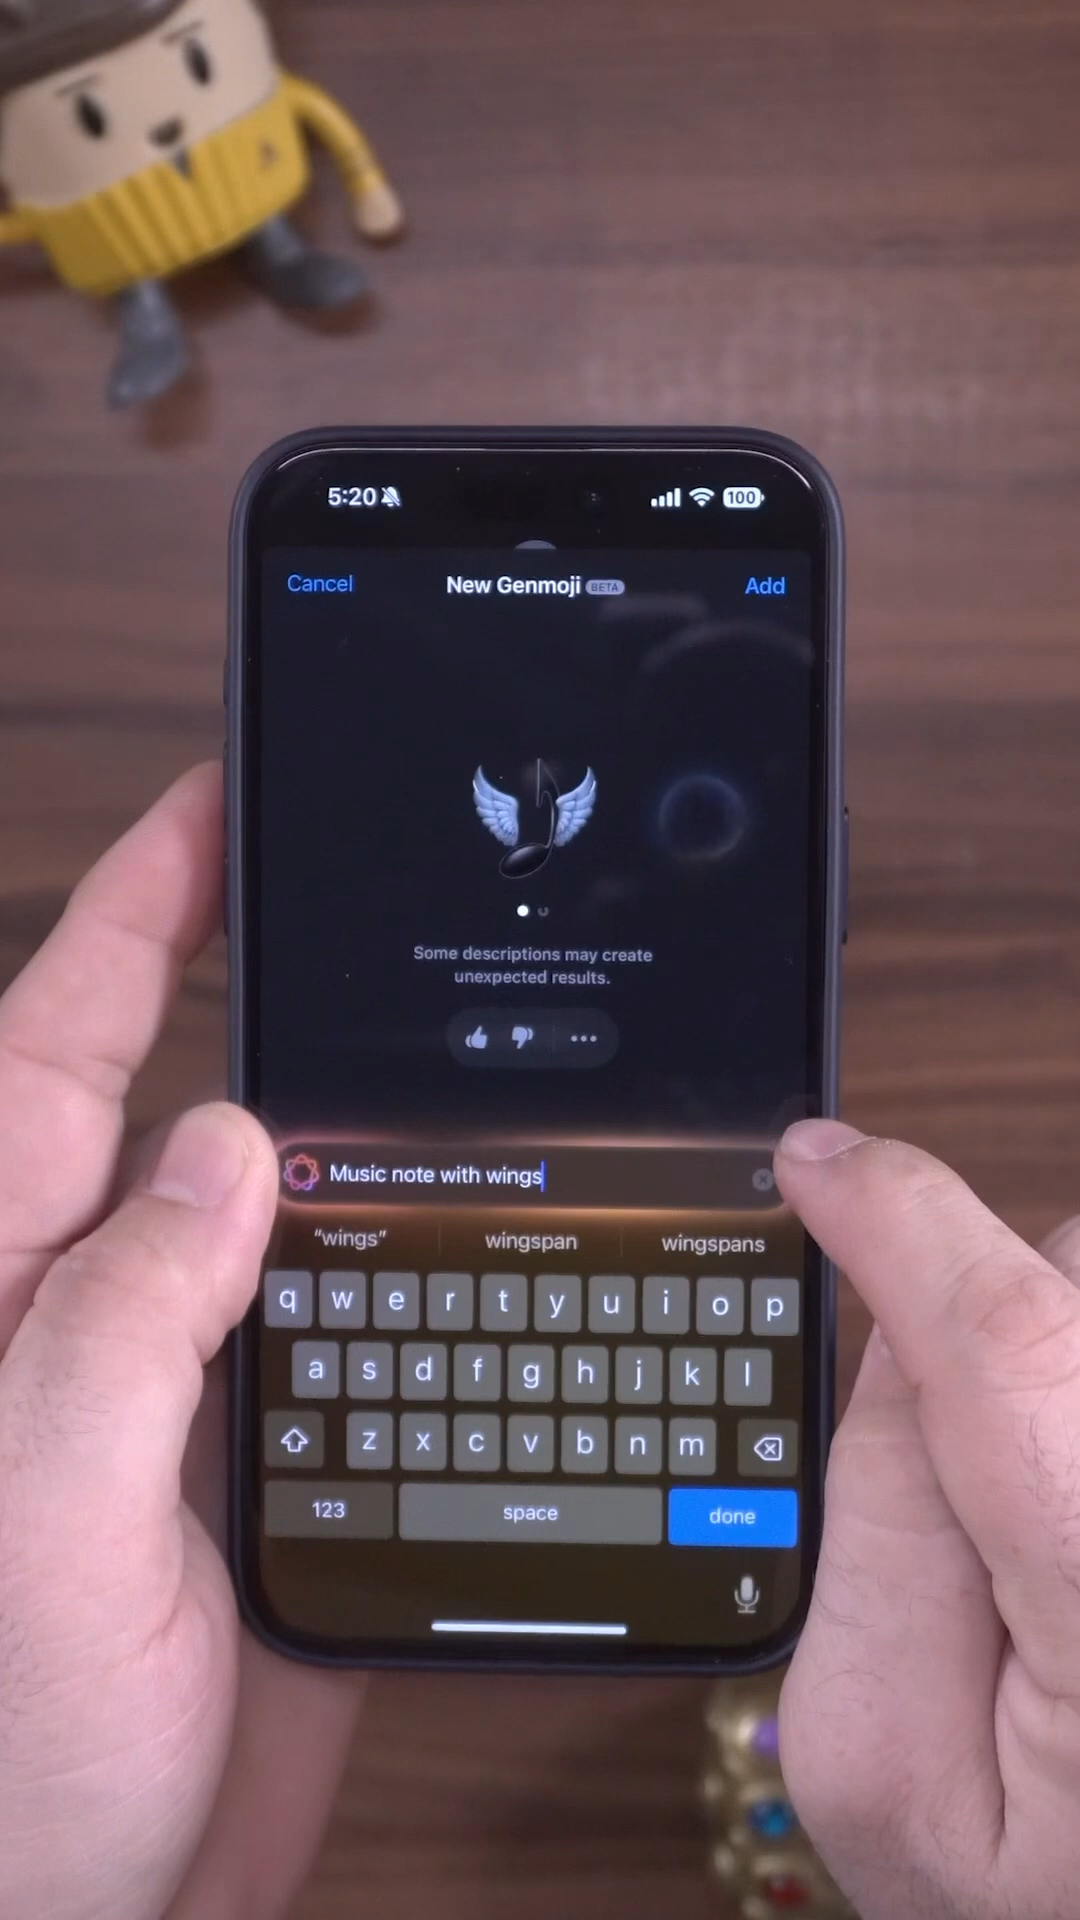 5:20 100
Cancel New Genmoji BETA Add
Some descriptions may create
unexpected results.
Music note with wings
“wings” wingspan wingspans
q w e r t y u i o p
a s d f g h j k l
z x c v b n m
123 space done